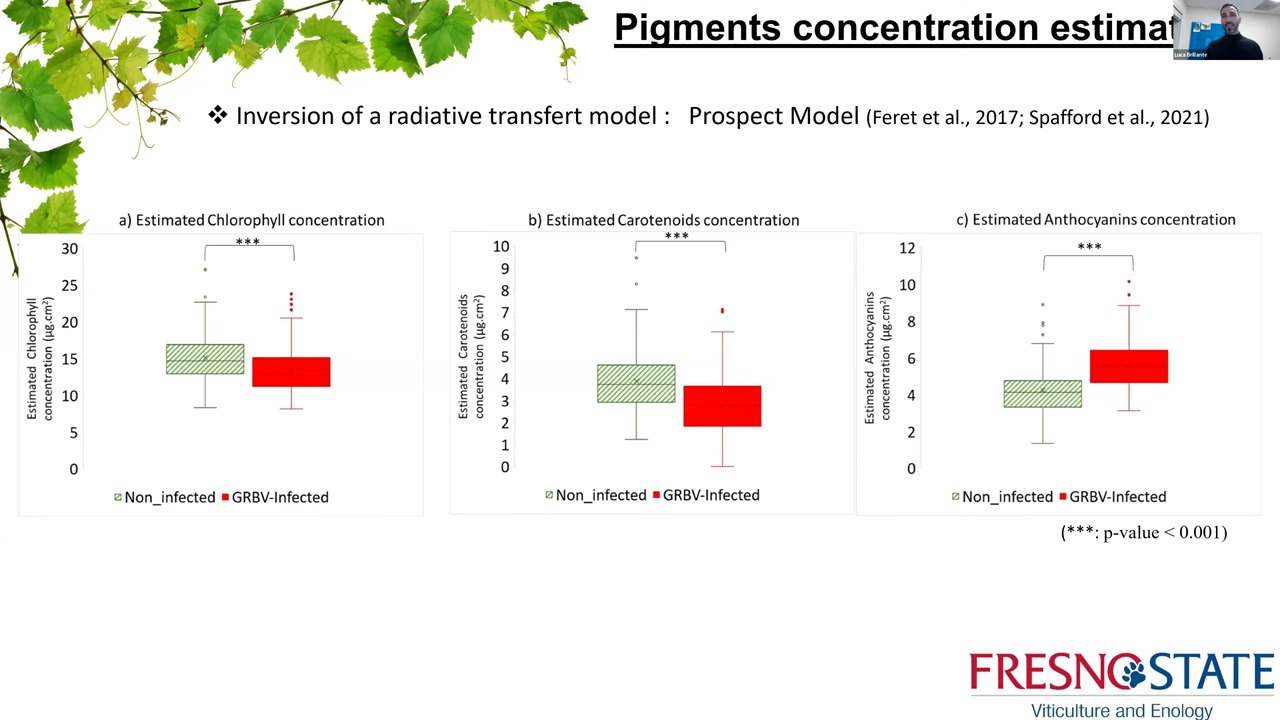 Pigments concentration estimat
Luca Brillante
❖ Inversion of a radiative transfert model : Prospect Model (Feret et al., 2017; Spafford et al., 2021)
a) Estimated Chlorophyll concentration
***
30
25
20
15
10
5
0
Estimated Chlorophyll
concentration (µg.cm²)
Non_infected GRBV-Infected
b) Estimated Carotenoids concentration
***
10
9
8
7
6
5
4
3
2
1
0
Estimated Carotenoids
concentration (µg.cm²)
Non_infected GRBV-Infected
c) Estimated Anthocyanins concentration
***
12
10
8
6
4
2
0
Estimated Anthocyanins
concentration (µg.cm²)
Non_infected GRBV-Infected
(***: p-value < 0.001)
FRESNO STATE
Viticulture and Enology